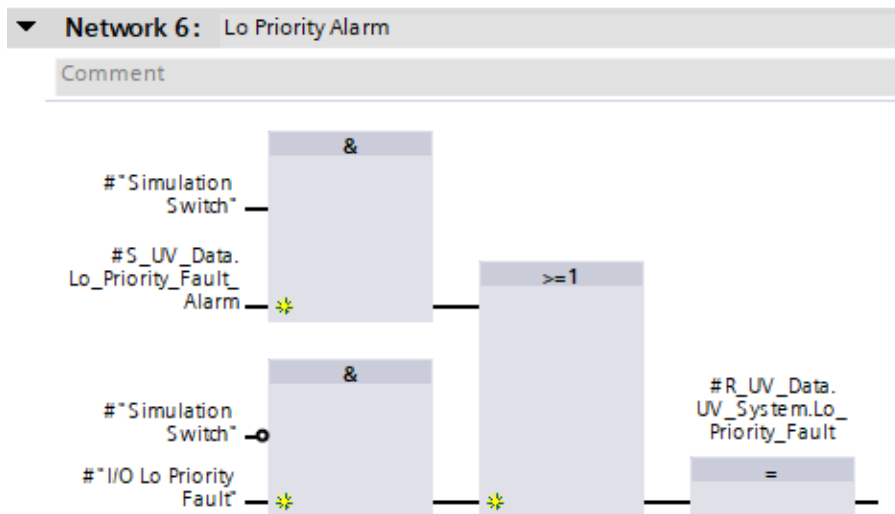 Network 6: Lo Priority Alarm
Comment
&
#"Simulation
Switch"
#S_UV_Data.
Lo_Priority_Fault_
Alarm
>=1
&
#"Simulation
Switch"
#"I/O Lo Priority
Fault"
#R_UV_Data.
UV_System.Lo_
Priority_Fault
=